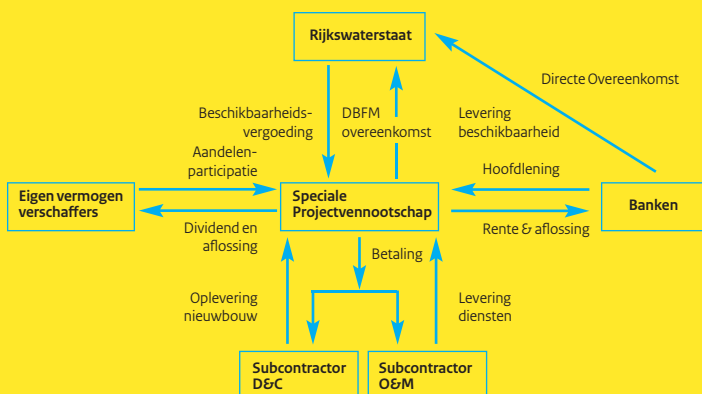 Rijkswaterstaat
Directe Overeenkomst
Beschikbaarheids-
vergoeding
DBFM
overeenkomst
Levering
beschikbaarheid
Aandelen-
participatie
Hoofdlening
Eigen vermogen
verschaffers
Speciale
Projectvennootschap
Banken
Dividend en
aflossing
Rente & aflossing
Betaling
Oplevering
nieuwbouw
Levering
diensten
Subcontractor
D&C
Subcontractor
O&M